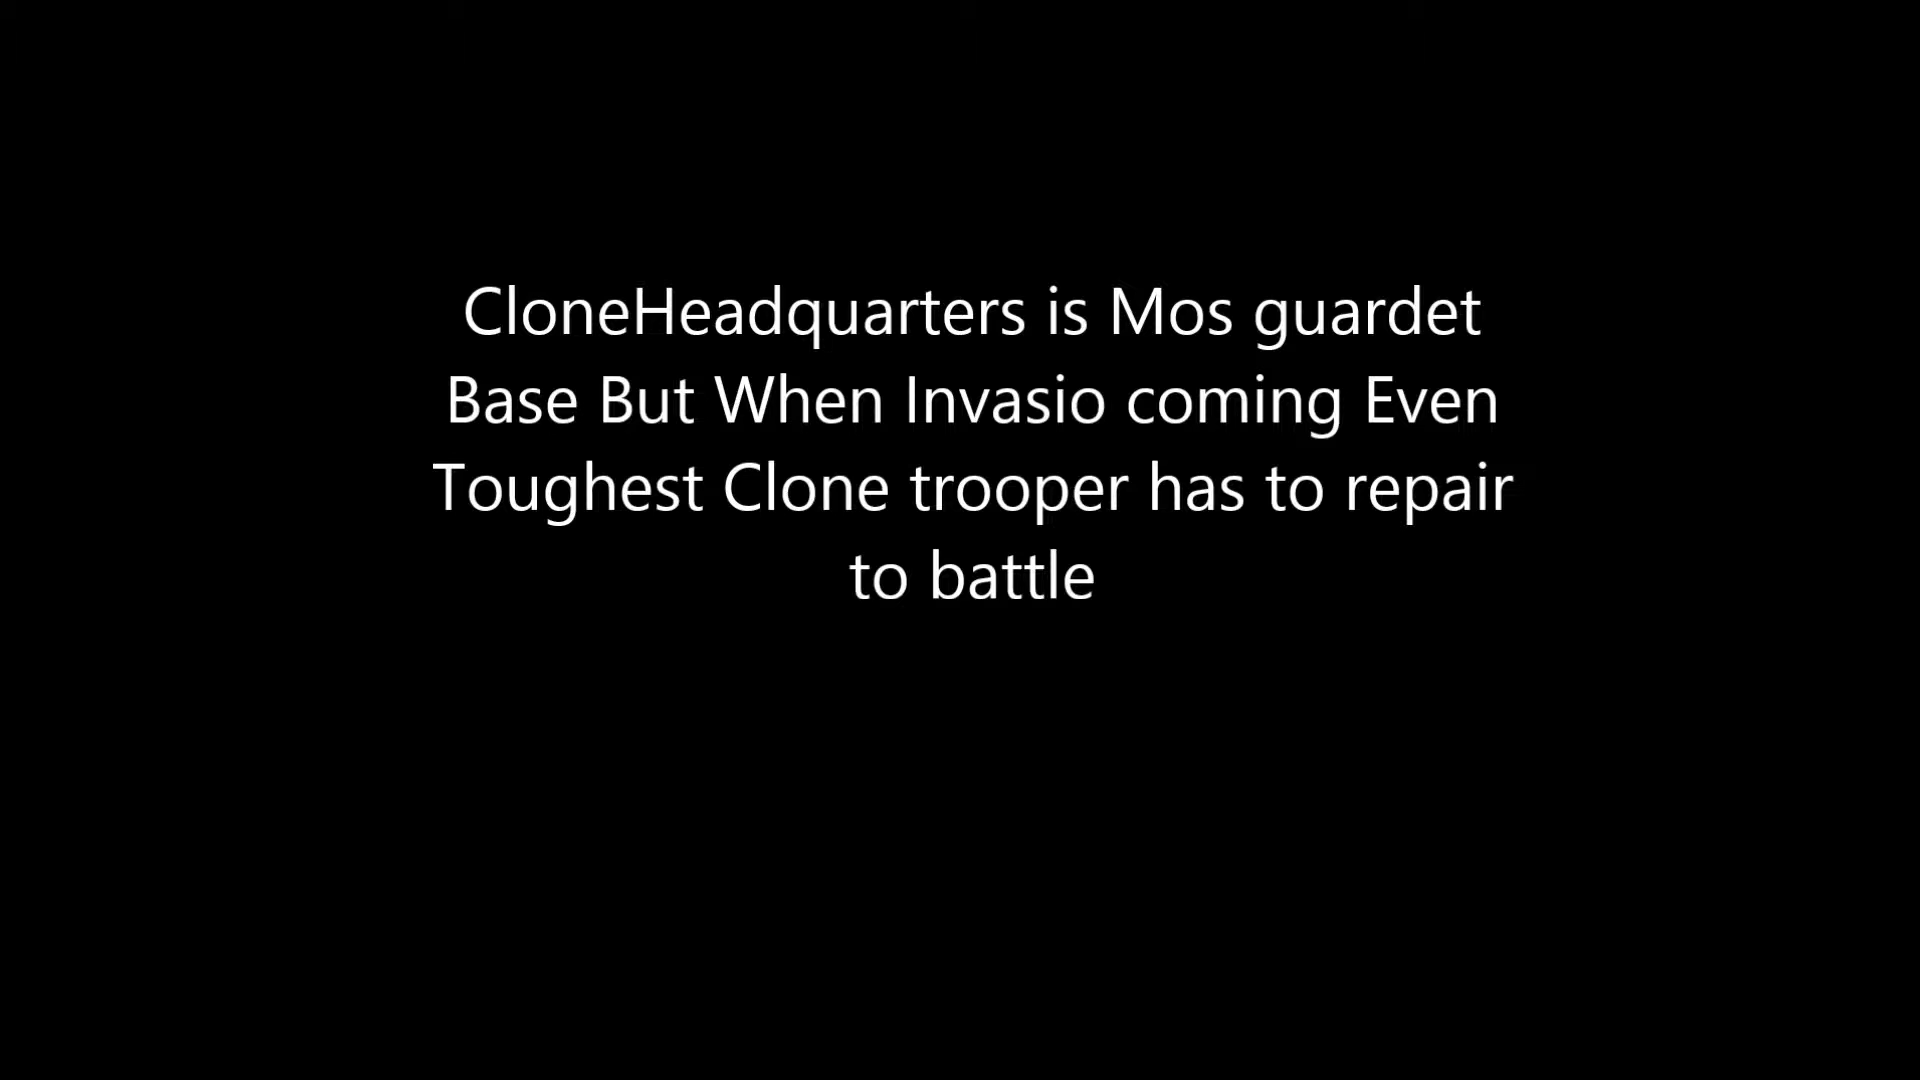 CloneHeadquarters is Mos guardet
Base But When Invasio coming Even
Toughest Clone trooper has to repair
to battle